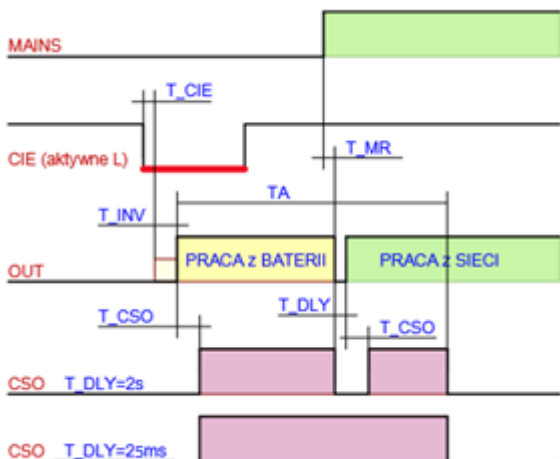 MAINS
T_CIE
CIE (aktywne L)
T_MR
TA
T_INV
PRACA z BATERII
PRACA z SIECI
OUT
T_DLY
T_CSO
T_CSO
CSO T_DLY=2s
CSO T_DLY=25ms